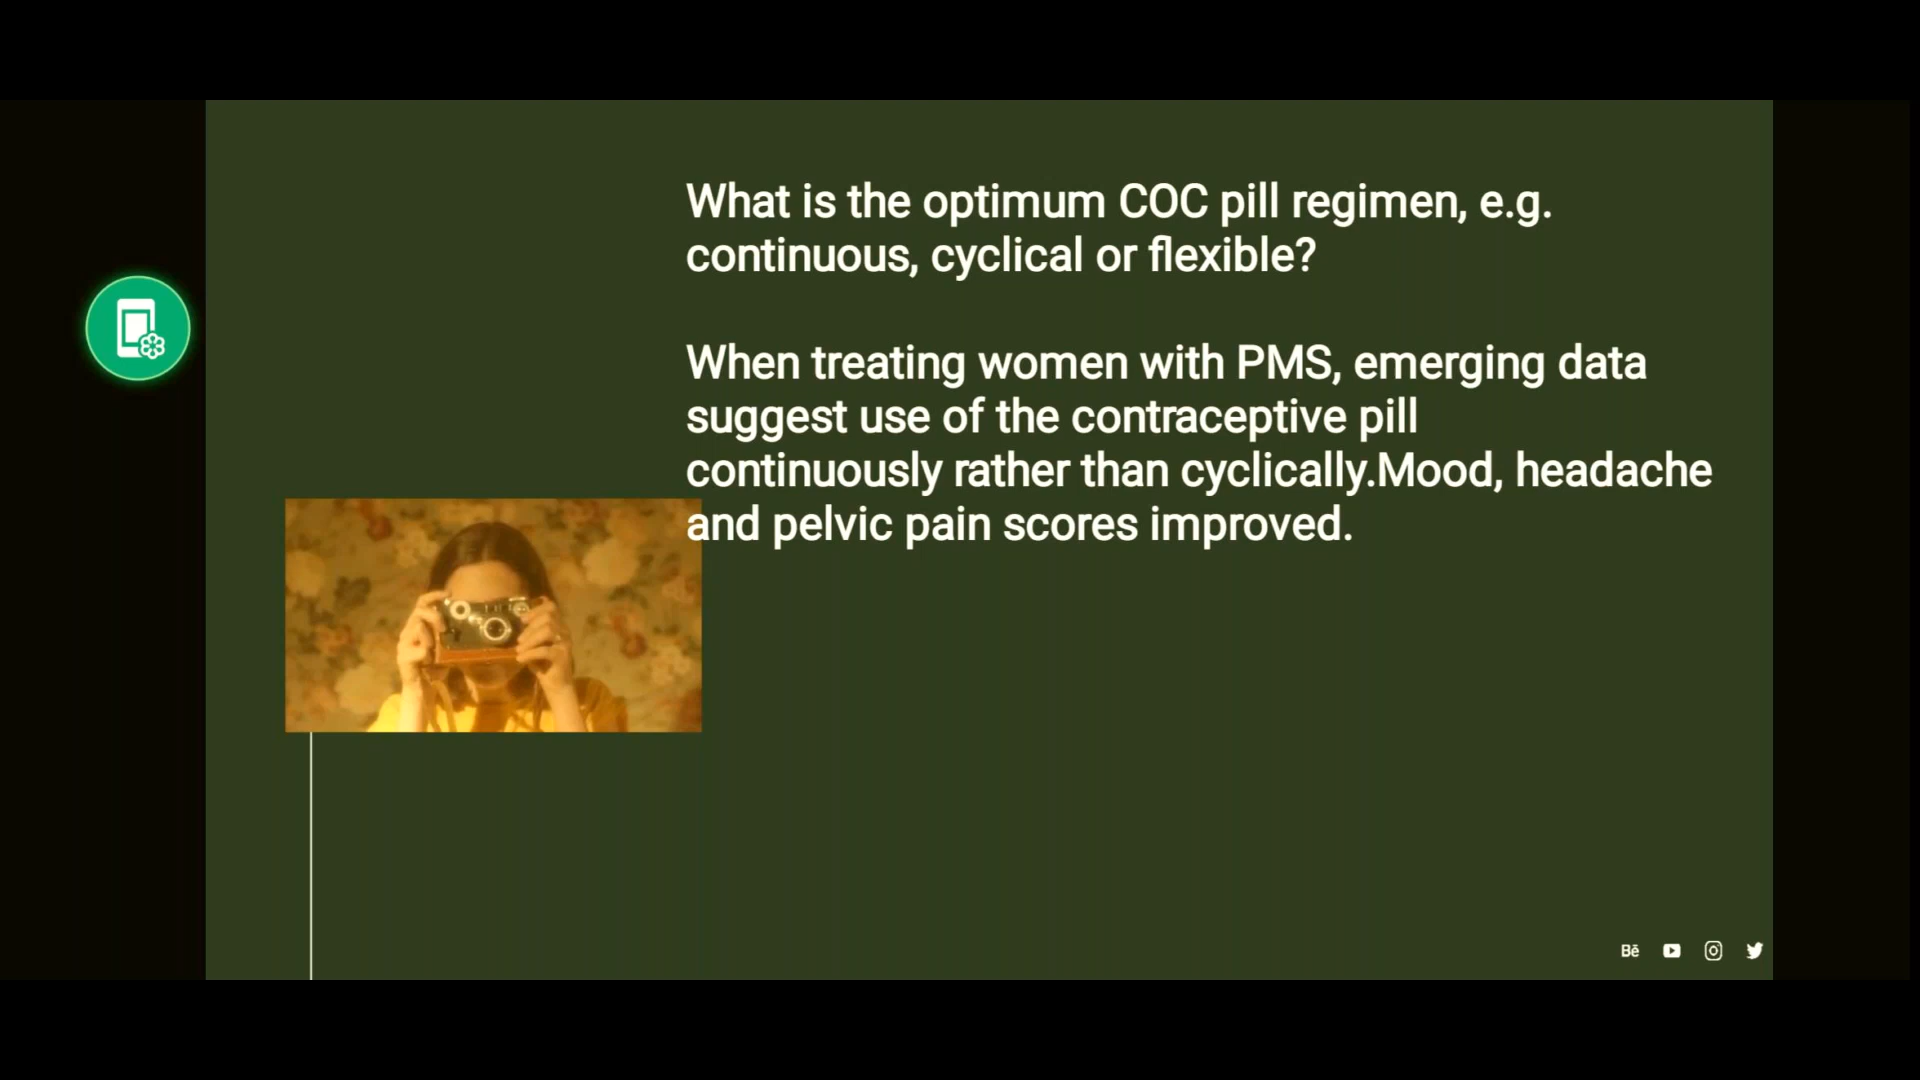 What is the optimum COC pill regimen, e.g.
continuous, cyclical or flexible?
When treating women with PMS, emerging data
suggest use of the contraceptive pill
continuously rather than cyclically.Mood, headache
and pelvic pain scores improved.
Bē